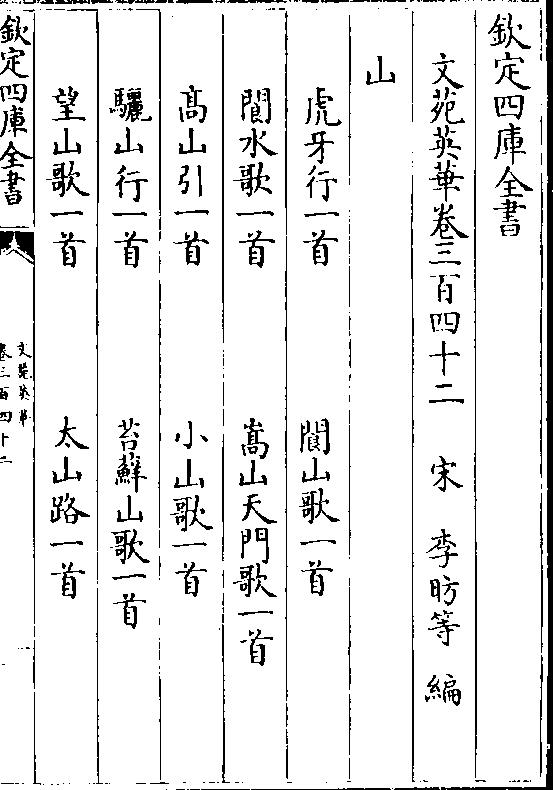 欽定四庫全書
文苑英華卷三百四十二 宋 李昉等 編
山
虎牙行一首 閬山歌一首
閬水歌一首 嵩山天門歌一首
髙山引一首 小山歌一首
驪山行一首 苔蘚山歌一首
望山歌一首 太山路一首
欽定四庫全書
文苑英華
卷三百四十二